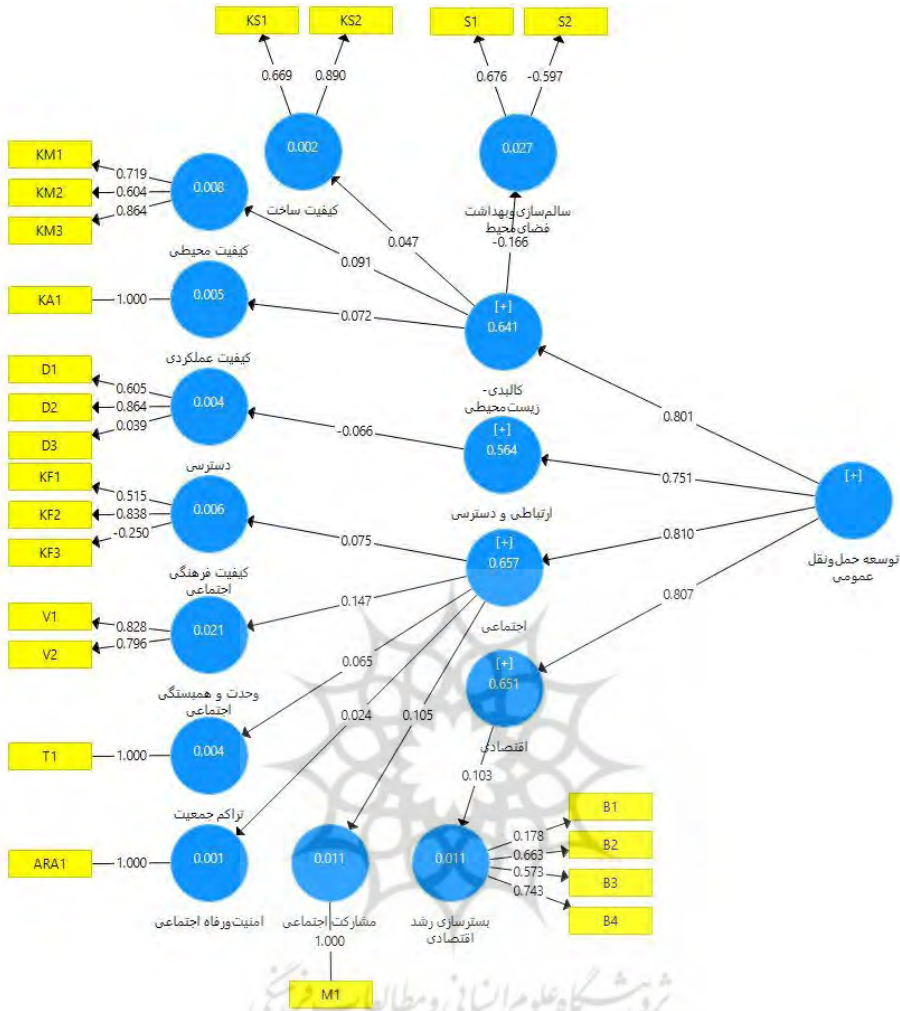 KS1
KS2
S1
S2
0.669
0.890
0.676
-0.597
0.002
کیفیت ساخت
0.027
سالم‌سازی‌وبهداشت
فضای‌محیط
KM1
KM2
KM3
0.719
0.604
0.864
0.008
کیفیت محیطی
0.047
-0.166
0.091
KA1
1.000
0.005
کیفیت عملکردی
0.072
[+]
0.641
کالبدی-
زیست‌محیطی
0.801
D1
D2
D3
0.605
0.864
0.039
0.004
دسترسی
-0.066
[+]
0.564
ارتباطی و دسترسی
0.751
[+]
توسعه حمل‌ونقل
عمومی
KF1
KF2
KF3
0.515
0.838
-0.250
0.006
کیفیت فرهنگی
اجتماعی
0.075
[+]
0.657
اجتماعی
0.810
0.807
V1
V2
0.828
0.796
0.021
وحدت و همبستگی
اجتماعی
0.147
0.065
0.024
0.105
[+]
0.651
اقتصادی
0.103
T1
1.000
0.004
تراکم جمعیت
ARA1
1.000
0.001
امنیت‌ورفاه اجتماعی
0.011
مشارکت اجتماعی
1.000
M1
0.011
بسترسازی رشد
اقتصادی
0.178
0.663
0.573
0.743
B1
B2
B3
B4
پژوهشگاه علوم انسانی و مطالعات فرهنگی